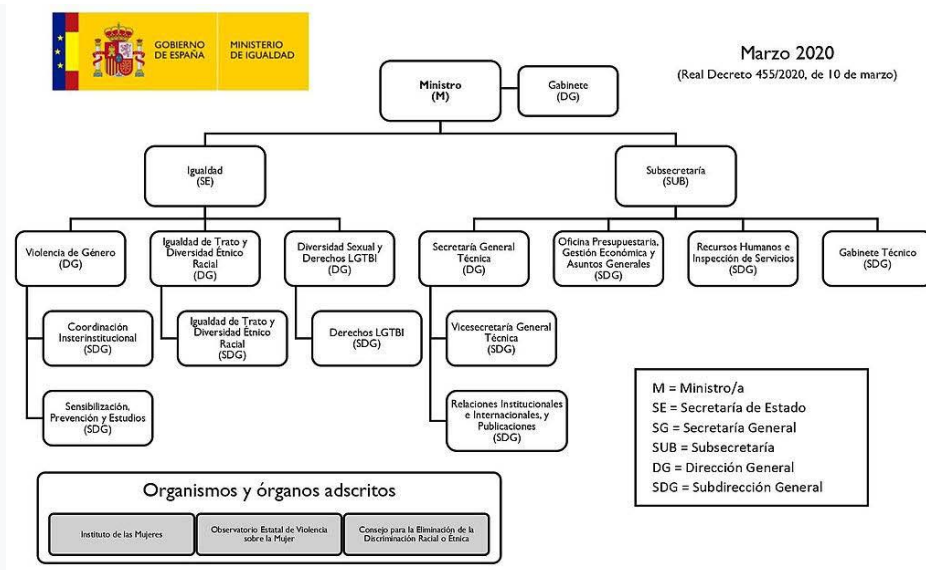 GOBIERNO
DE ESPAÑA
MINISTERIO
DE IGUALDAD
Marzo 2020
(Real Decreto 455/2020, de 10 de marzo)
Ministro
(M)
Gabinete
(DG)
Igualdad
(SE)
Subsecretaría
(SUB)
Violencia de Género
(DG)
Igualdad de Trato y
Diversidad Étnico
Racial
(DG)
Diversidad Sexual y
Derechos LGTBI
(DG)
Secretaría General
Técnica
(DG)
Oficina Presupuestaria,
Gestión Económica y
Asuntos Generales
(SDG)
Recursos Humanos e
Inspección de Servicios
(SDG)
Gabinete Técnico
(SDG)
Coordinación
Insterinstitucional
(SDG)
Igualdad de Trato y
Diversidad Étnico
Racial
(SDG)
Derechos LGTBI
(SDG)
Vicesecretaría General
Técnica
(SDG)
Sensibilización,
Prevención y Estudios
(SDG)
Relaciones Institucionales
e Internacionales, y
Publicaciones
(SDG)
M = Ministro/a
SE = Secretaría de Estado
SG = Secretaría General
SUB = Subsecretaría
DG = Dirección General
SDG = Subdirección General
Organismos y órganos adscritos
Instituto de las Mujeres
Observatorio Estatal de Violencia
sobre la Mujer
Consejo para la Eliminación de la
Discriminación Racial o Étnica